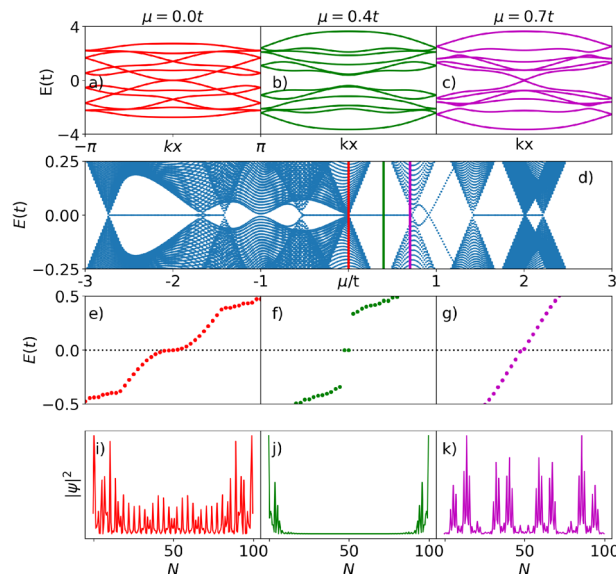 μ = 0.0t μ = 0.4t μ = 0.7t
4
E(t)
0
−4
a) b) c)
−π kx π kx kx
0.25
E(t)
0.00
−0.25
d)
-3 -2 -1 μ/t 1 2 3
0.5
E(t)
0.0
−0.5
e) f) g)
|ψ|²
i) j) k)
50 100 50 100 50 100
N N N